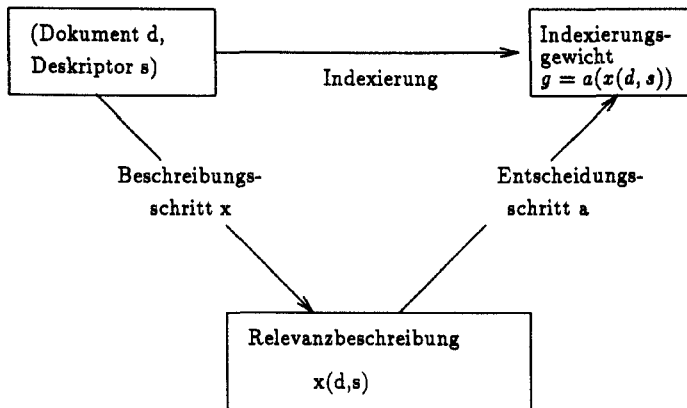 (Dokument d,
Deskriptor s)
Indexierung
Indexierungs-
gewicht
g = a(x(d, s))
Beschreibungs-
schritt x
Entscheidungs-
schritt a
Relevanzbeschreibung
x(d,s)